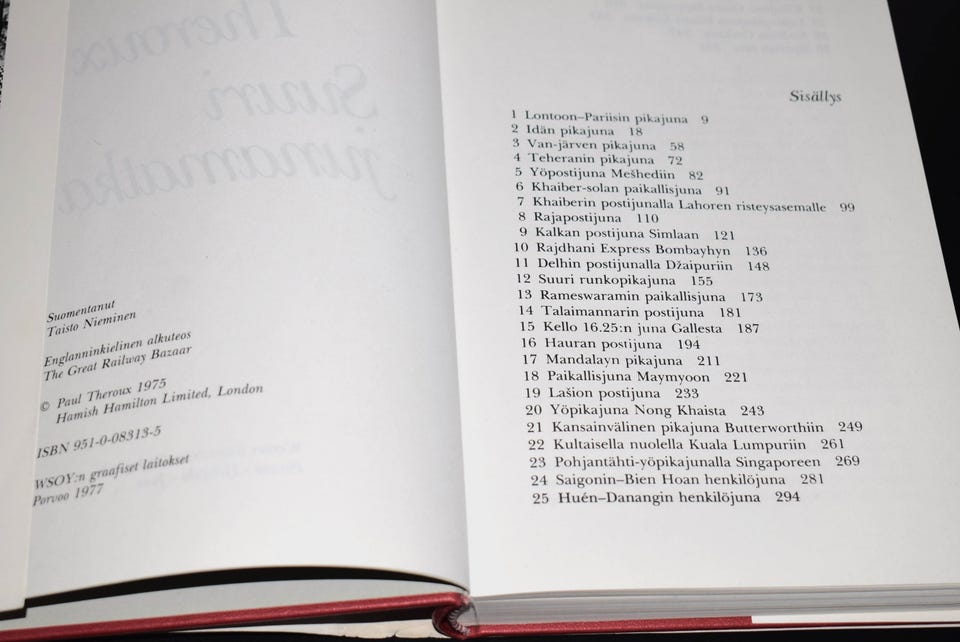 Theroux
Suuri
junamatka
Suomentanut
Taisto Nieminen
Englanninkielinen alkuteos
The Great Railway Bazaar
© Paul Theroux 1975
Hamish Hamilton Limited, London
ISBN 951-0-08313-5
WSOY:n graafiset laitokset
Porvoo 1977
Sisällys
1 Lontoon–Pariisin pikajuna 9
2 Idän pikajuna 18
3 Van-järven pikajuna 58
4 Teheranin pikajuna 72
5 Yöpostijuna Mešhediin 82
6 Khaiber-solan paikallisjuna 91
7 Khaiberin postijunalla Lahoren risteysasemalle 99
8 Rajapostijuna 110
9 Kalkan postijuna Simlaan 121
10 Rajdhani Express Bombayhyn 136
11 Delhin postijunalla Džaipuriin 148
12 Suuri runkopikajuna 155
13 Rameswaramin paikallisjuna 173
14 Talaimannarin postijuna 181
15 Kello 16.25:n juna Gallesta 187
16 Hauran postijuna 194
17 Mandalayn pikajuna 211
18 Paikallisjuna Maymyoon 221
19 Lašion postijuna 233
20 Yöpikajuna Nong Khaista 243
21 Kansainvälinen pikajuna Butterworthiin 249
22 Kultaisella nuolella Kuala Lumpuriin 261
23 Pohjantähti-yöpikajunalla Singaporeen 269
24 Saigonin–Bien Hoan henkilöjuna 281
25 Huén–Danangin henkilöjuna 294